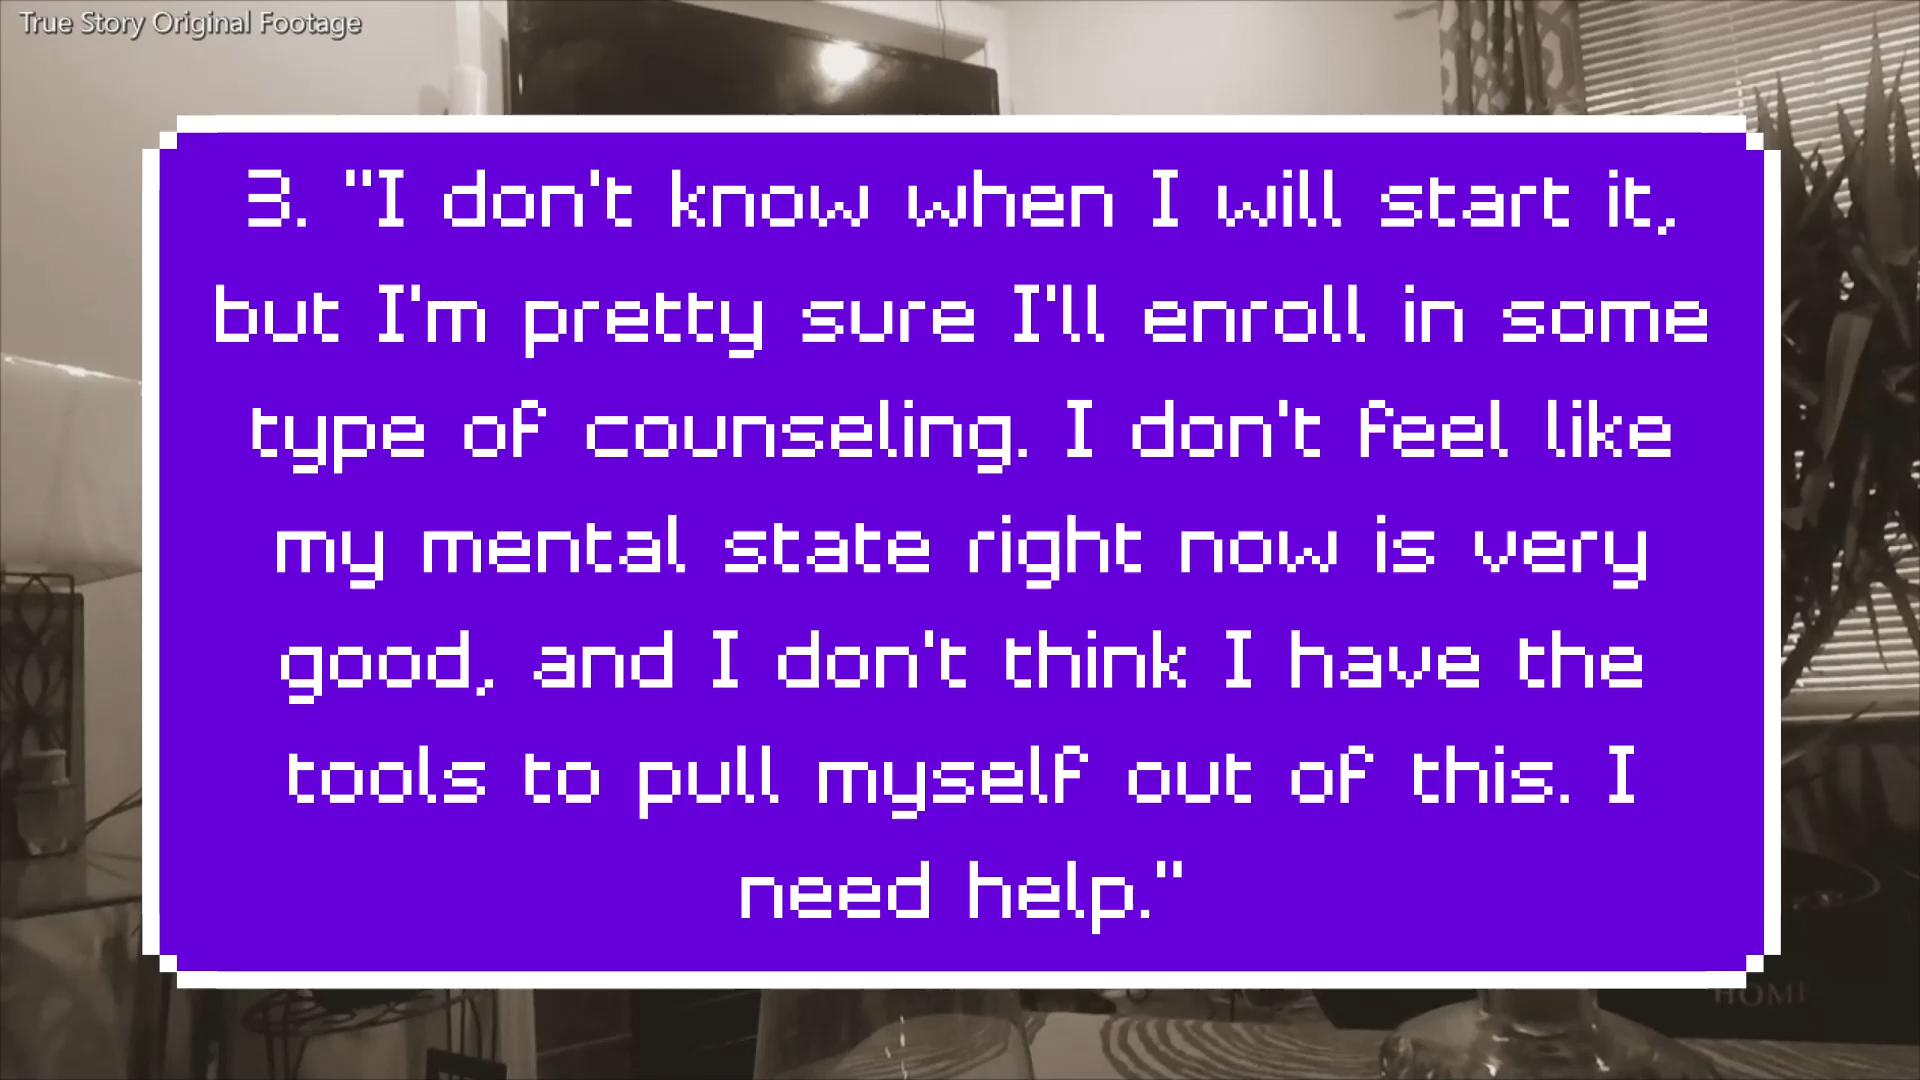 True Story Original Footage
3. "I don't know when I will start it,
but I'm pretty sure I'll enroll in some
type of counseling. I don't feel like
my mental state right now is very
good, and I don't think I have the
tools to pull myself out of this. I
need help."
HOME